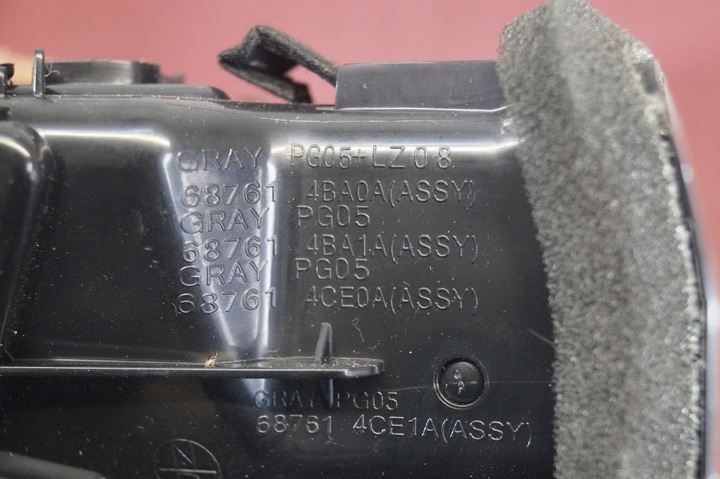 GRAY PG05+LZ08
68761 4BA0A(ASSY)
GRAY PG05
68761 4BA1A(ASSY)
GRAY PG05
68761 4CE0A(ASSY)
GRAY PG05
68761 4CE1A(ASSY)